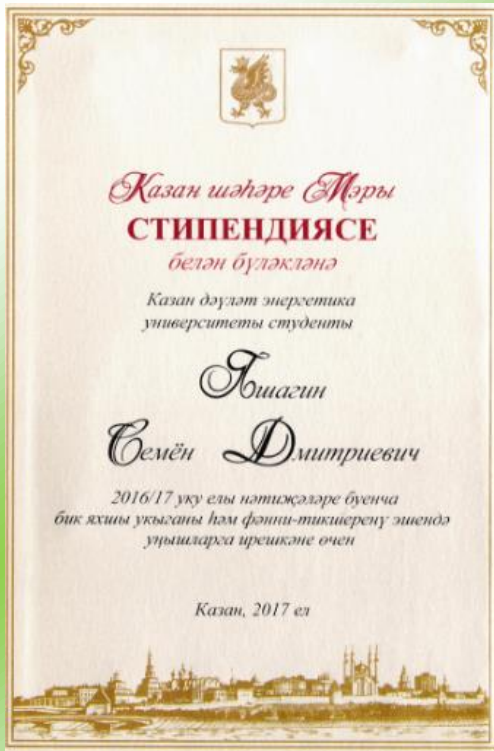 Казан шәһәре Мэры
СТИПЕНДИЯСЕ
белән бүләкләнә
Казан дәүләт энергетика
университеты студенты
Яшагин
Семён Дмитриевич
2016/17 уку елы нәтиҗәләре буенча
бик яхшы укыганы һәм фәнни-тикшеренү эшендә
уңышларга ирешкәне өчен
Казан, 2017 ел